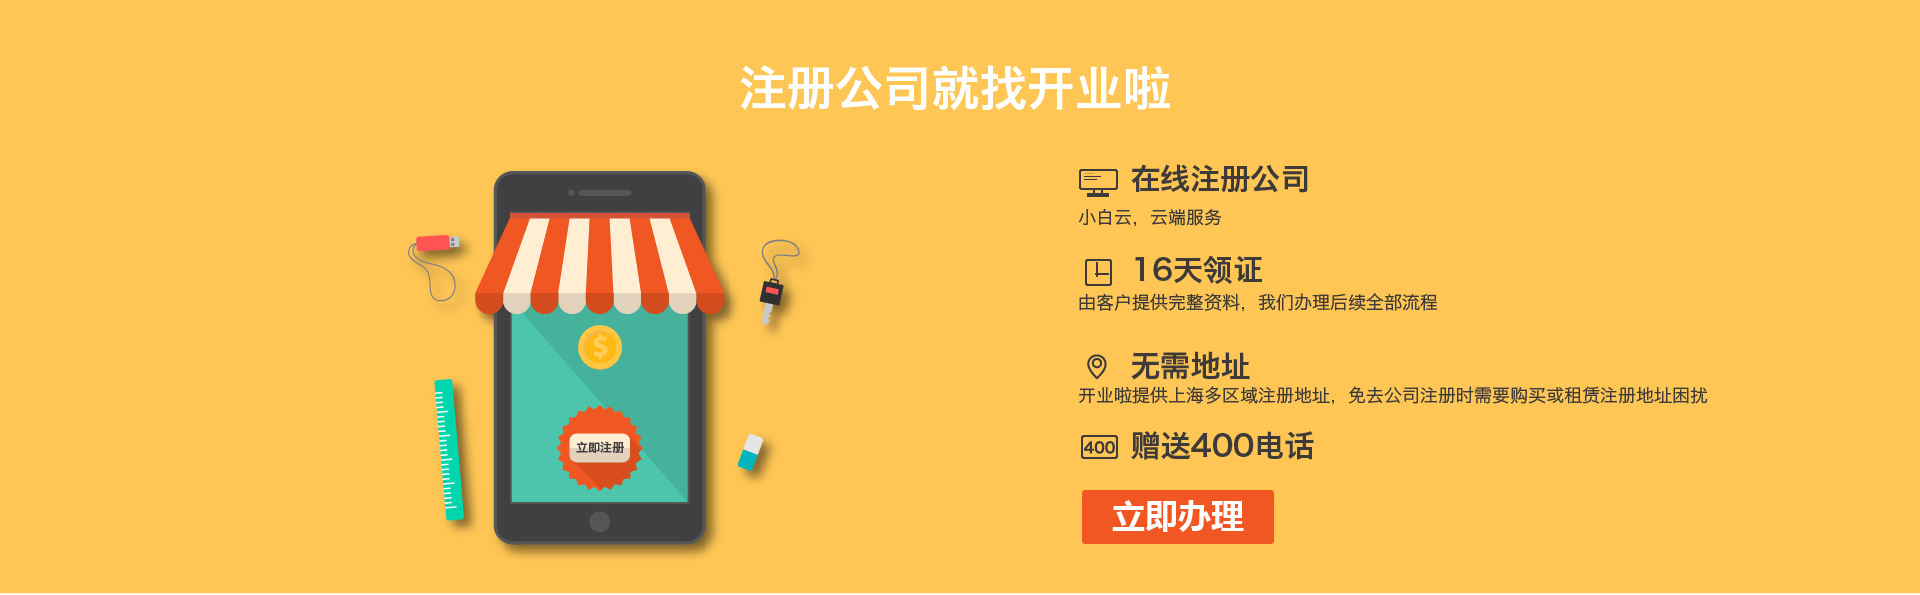 注册公司就找开业啦
在线注册公司
小白云，云端服务
16天领证
由客户提供完整资料，我们办理后续全部流程
无需地址
开业啦提供上海多区域注册地址，免去公司注册时需要购买或租赁注册地址困扰
400
赠送400电话
立即办理
$
立即注册